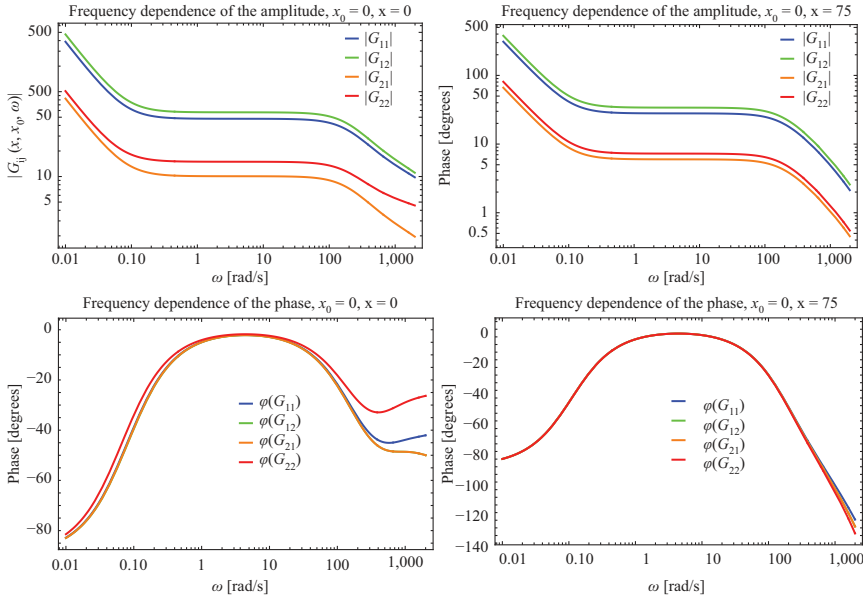 Frequency dependence of the amplitude, x0 = 0, x = 0
500
500
50
10
5
|Gij (x, x0, ω)|
|G11|
|G12|
|G21|
|G22|
0.01
0.10
1
10
100
1,000
ω [rad/s]
Frequency dependence of the amplitude, x0 = 0, x = 75
500
100
50
10
5
1
0.5
Phase [degrees]
|G11|
|G12|
|G21|
|G22|
0.01
0.10
1
10
100
1,000
ω [rad/s]
Frequency dependence of the phase, x0 = 0, x = 0
0
−20
−40
−60
−80
Phase [degrees]
φ(G11)
φ(G12)
φ(G21)
φ(G22)
0.01
0.10
1
10
100
1,000
ω [rad/s]
Frequency dependence of the phase, x0 = 0, x = 75
0
−20
−40
−60
−80
−100
−120
−140
Phase [degrees]
φ(G11)
φ(G12)
φ(G21)
φ(G22)
0.01
0.10
1
10
100
1,000
ω [rad/s]